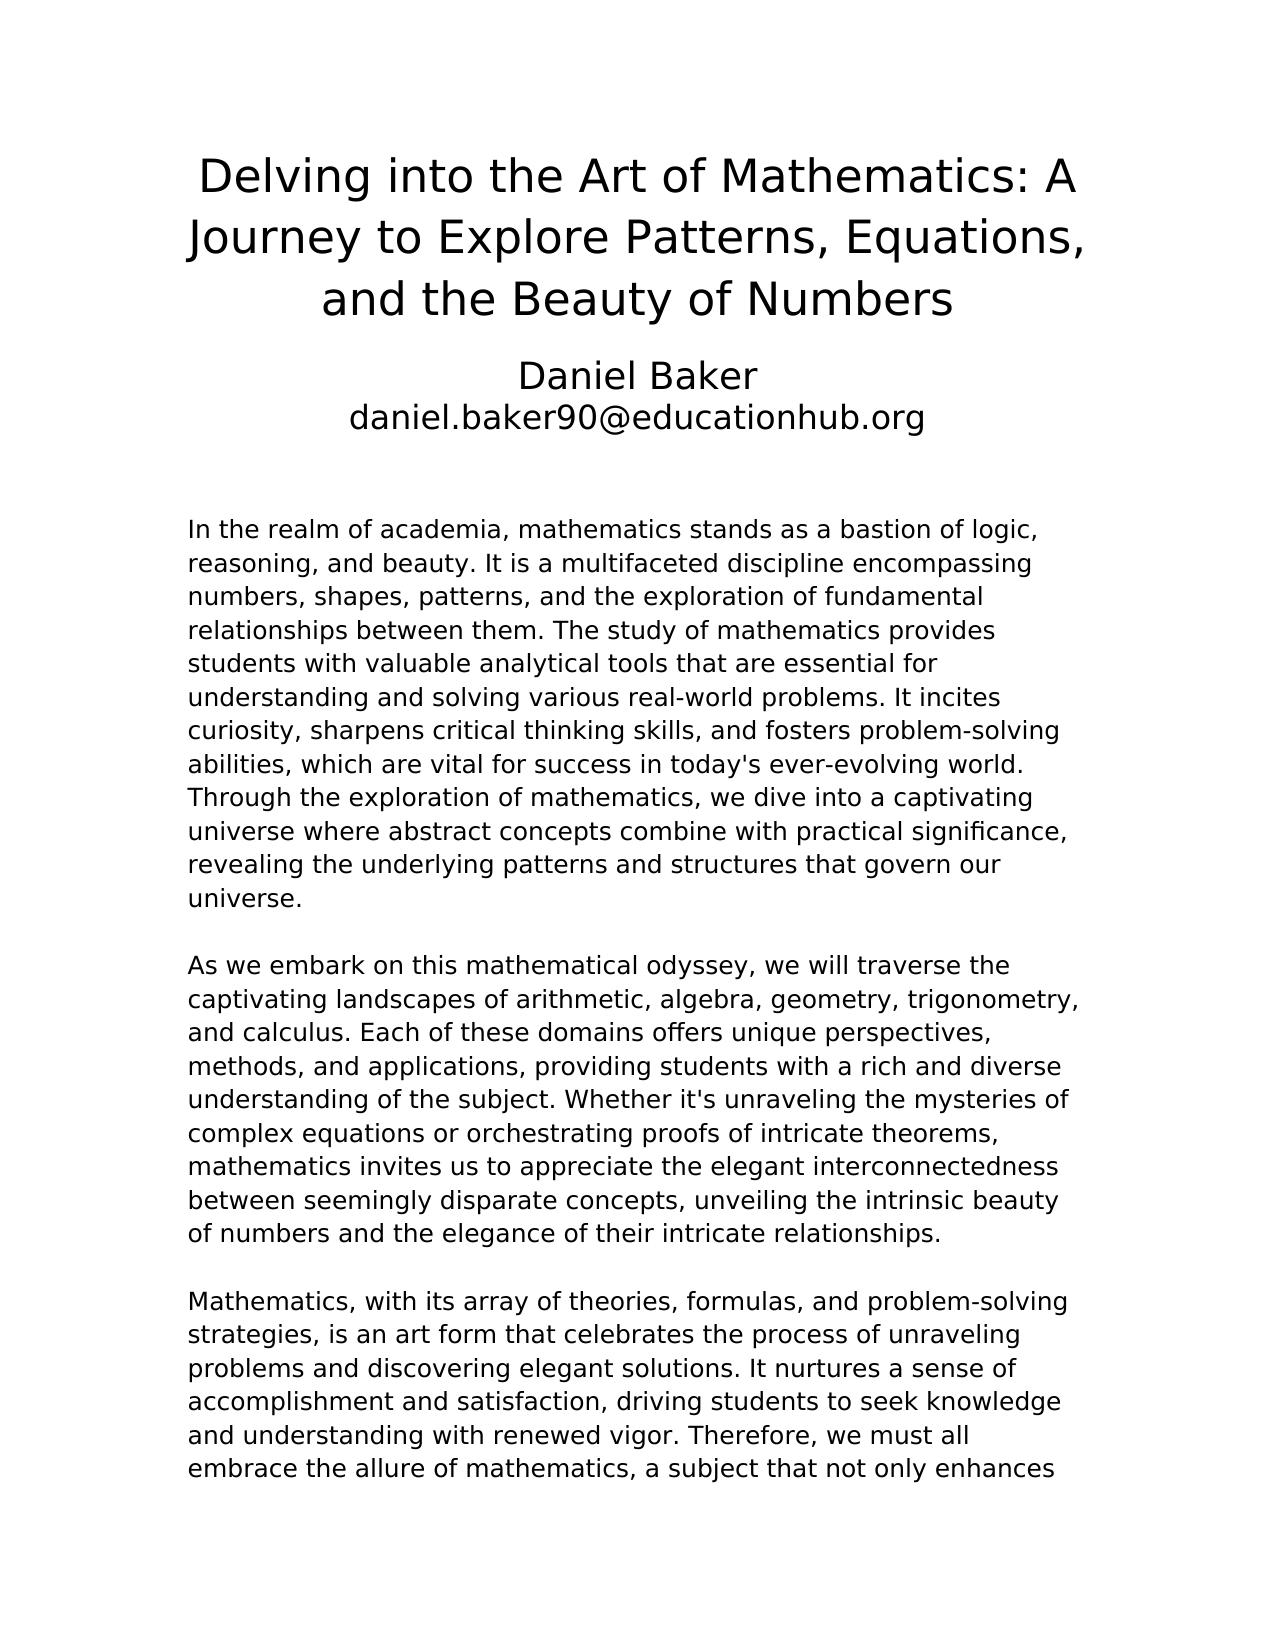 Delving into the Art of Mathematics: A
Journey to Explore Patterns, Equations,
and the Beauty of Numbers
Daniel Baker
daniel.baker90@educationhub.org
In the realm of academia, mathematics stands as a bastion of logic,
reasoning, and beauty. It is a multifaceted discipline encompassing
numbers, shapes, patterns, and the exploration of fundamental
relationships between them. The study of mathematics provides
students with valuable analytical tools that are essential for
understanding and solving various real-world problems. It incites
curiosity, sharpens critical thinking skills, and fosters problem-solving
abilities, which are vital for success in today's ever-evolving world.
Through the exploration of mathematics, we dive into a captivating
universe where abstract concepts combine with practical significance,
revealing the underlying patterns and structures that govern our
universe.
As we embark on this mathematical odyssey, we will traverse the
captivating landscapes of arithmetic, algebra, geometry, trigonometry,
and calculus. Each of these domains offers unique perspectives,
methods, and applications, providing students with a rich and diverse
understanding of the subject. Whether it's unraveling the mysteries of
complex equations or orchestrating proofs of intricate theorems,
mathematics invites us to appreciate the elegant interconnectedness
between seemingly disparate concepts, unveiling the intrinsic beauty
of numbers and the elegance of their intricate relationships.
Mathematics, with its array of theories, formulas, and problem-solving
strategies, is an art form that celebrates the process of unraveling
problems and discovering elegant solutions. It nurtures a sense of
accomplishment and satisfaction, driving students to seek knowledge
and understanding with renewed vigor. Therefore, we must all
embrace the allure of mathematics, a subject that not only enhances